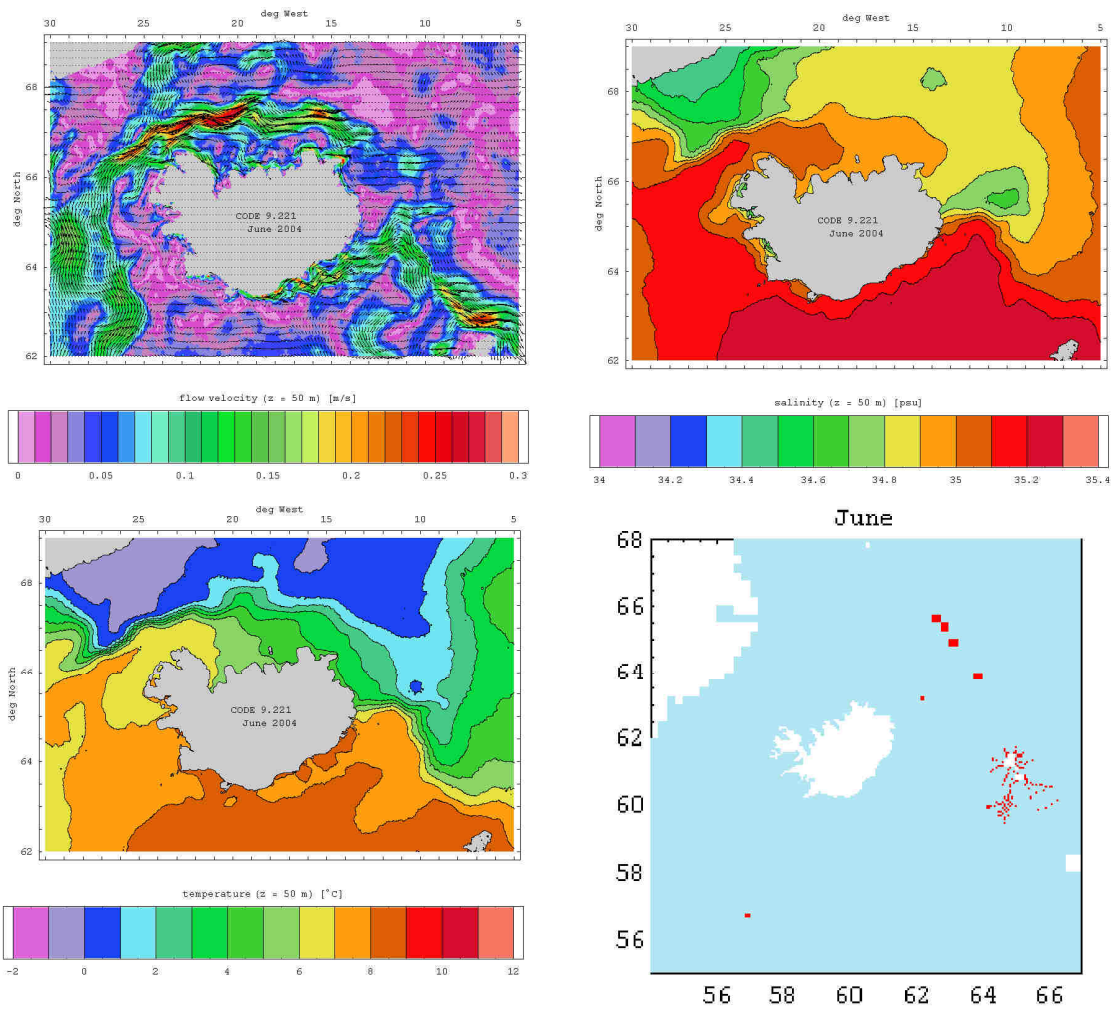 deg West
30 25 20 15 10 5
68
66
64
62
deg North
CODE 9.221
June 2004
flow velocity (z = 50 m) [m/s]
0 0.05 0.1 0.15 0.2 0.25 0.3
deg West
30 25 20 15 10 5
68
66
64
62
deg North
CODE 9.221
June 2004
salinity (z = 50 m) [psu]
34 34.2 34.4 34.6 34.8 35 35.2 35.4
deg West
30 25 20 15 10 5
68
66
64
62
deg North
CODE 9.221
June 2004
temperature (z = 50 m) [°C]
-2 0 2 4 6 8 10 12
June
68
66
64
62
60
58
56
56 58 60 62 64 66